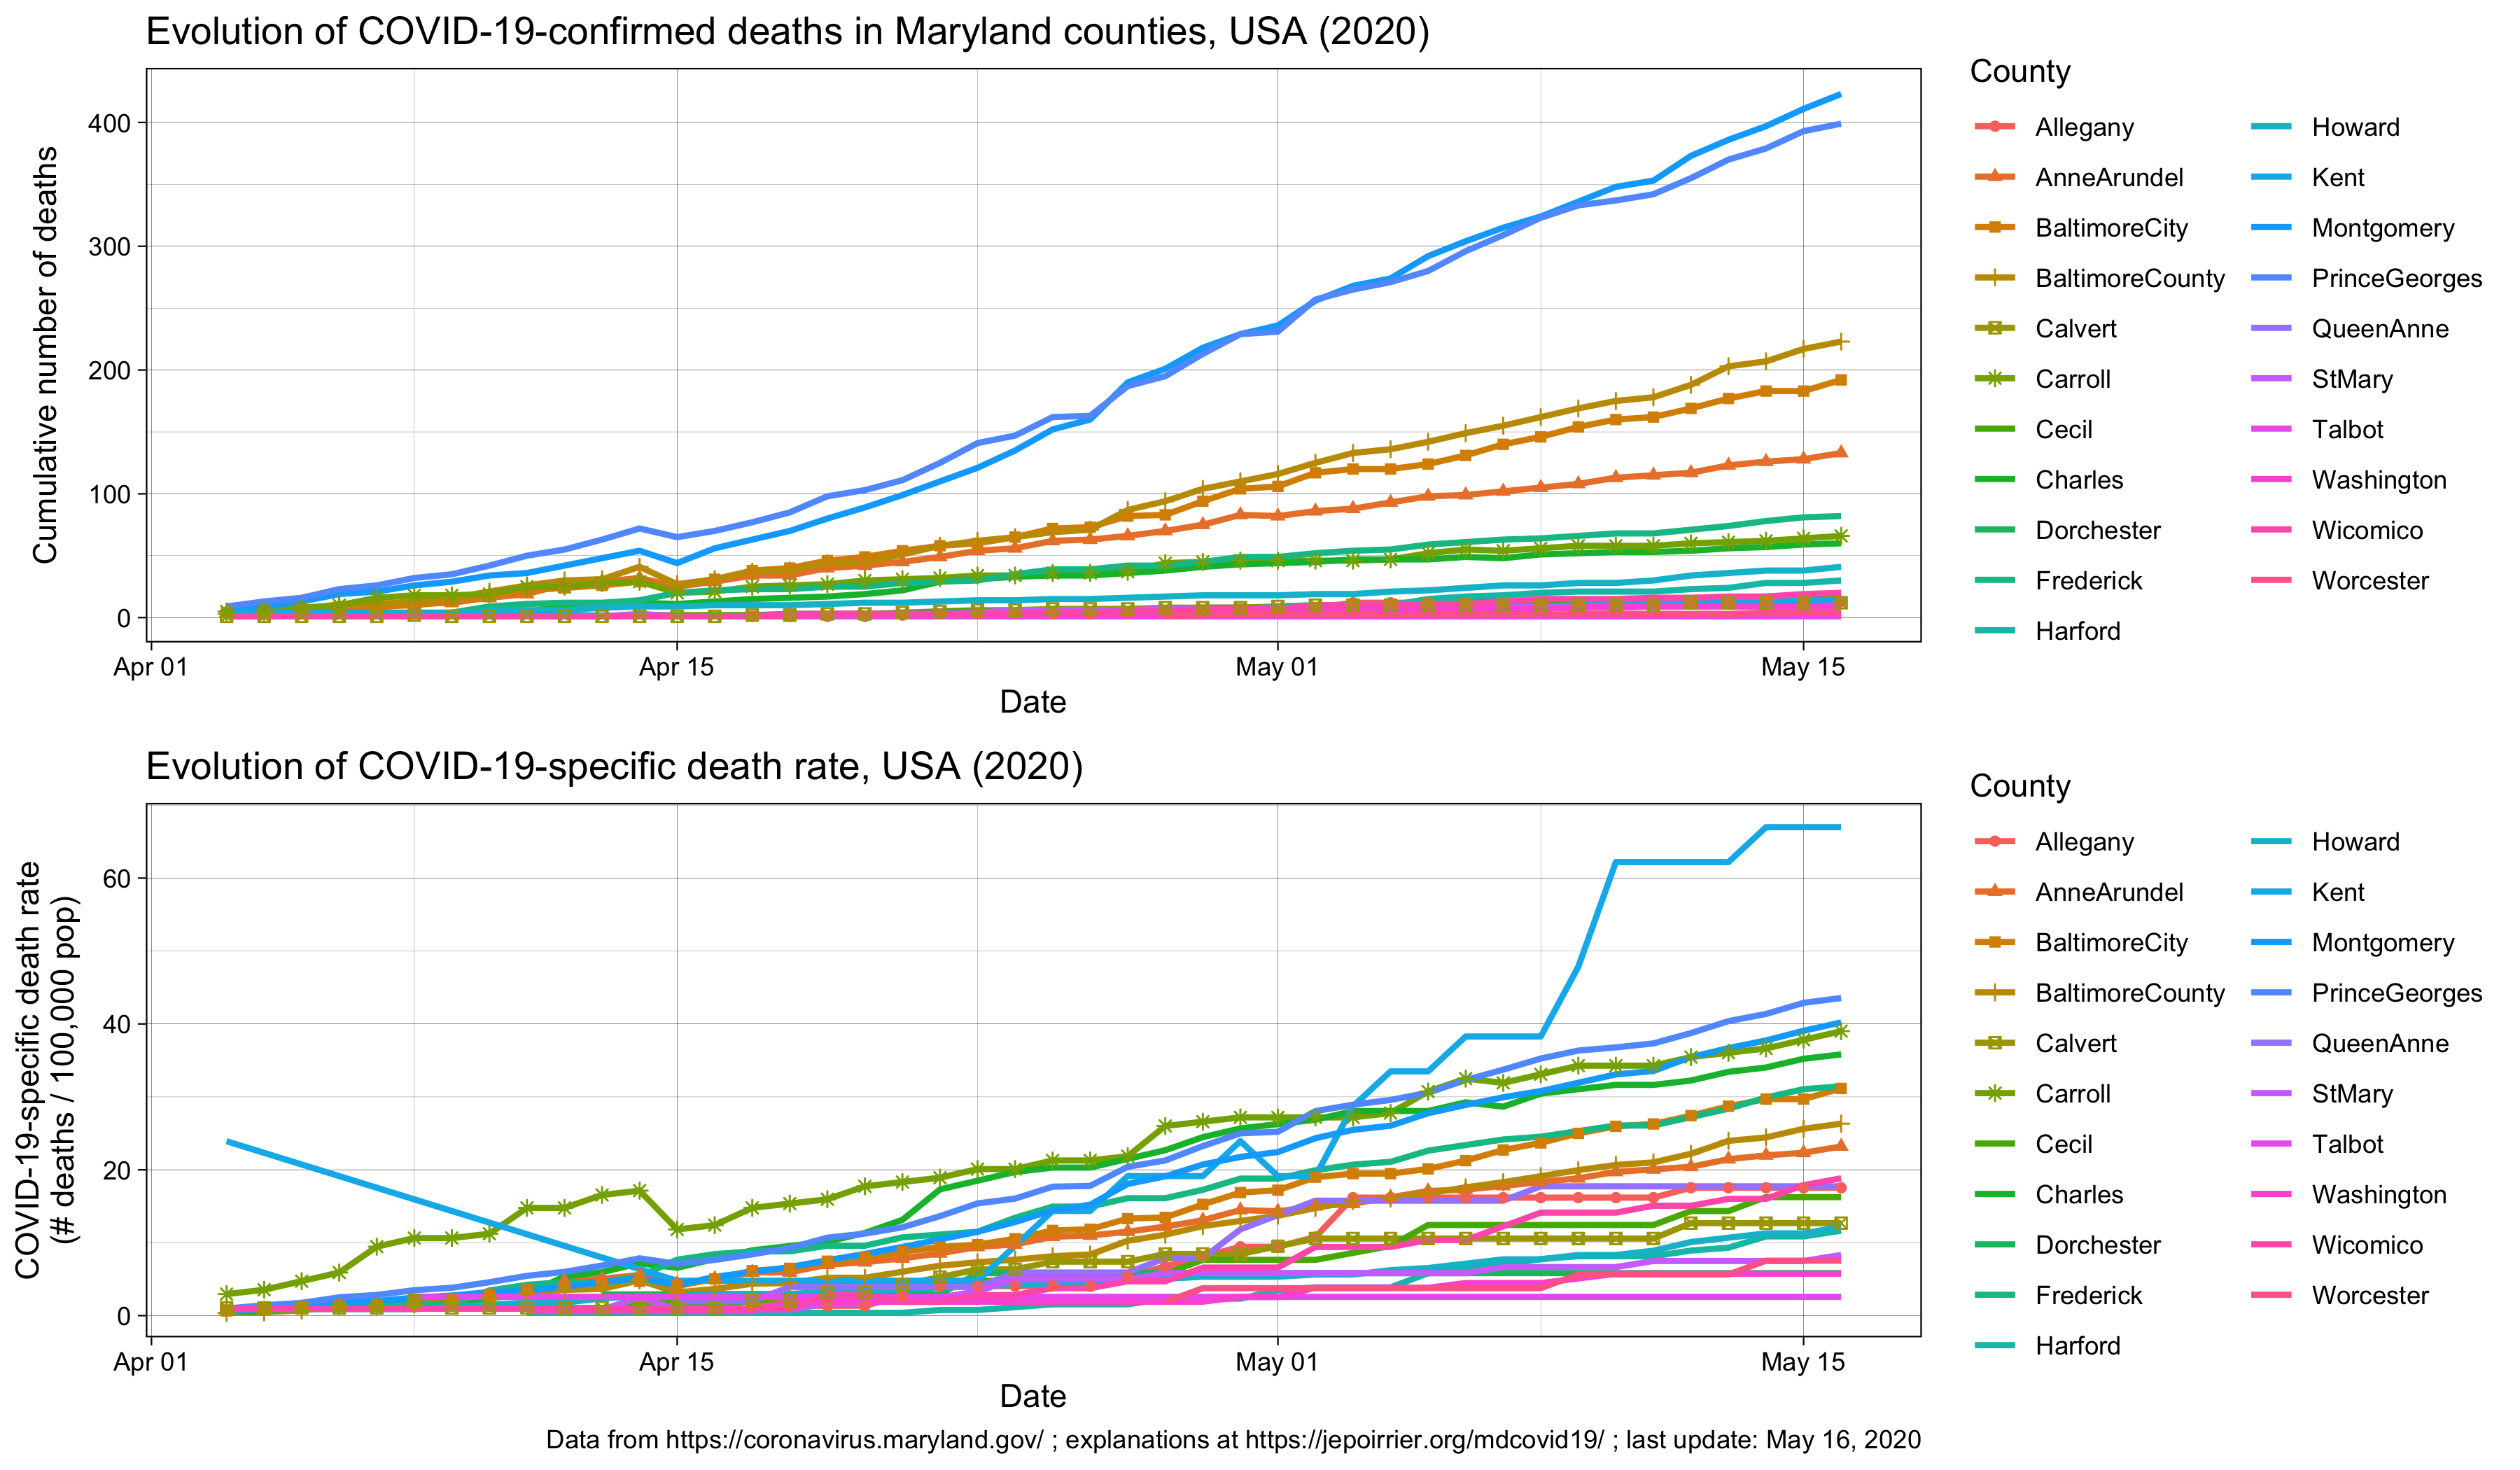 Evolution of COVID-19-confirmed deaths in Maryland counties, USA (2020)
Cumulative number of deaths
400
300
200
100
0
Apr 01
Apr 15
May 01
May 15
Date
County
Allegany
AnneArundel
BaltimoreCity
BaltimoreCounty
Calvert
Carroll
Cecil
Charles
Dorchester
Frederick
Harford
Howard
Kent
Montgomery
PrinceGeorges
QueenAnne
StMary
Talbot
Washington
Wicomico
Worcester
Evolution of COVID-19-specific death rate, USA (2020)
COVID-19-specific death rate
(# deaths / 100,000 pop)
60
40
20
0
Apr 01
Apr 15
May 01
May 15
Date
County
Allegany
AnneArundel
BaltimoreCity
BaltimoreCounty
Calvert
Carroll
Cecil
Charles
Dorchester
Frederick
Harford
Howard
Kent
Montgomery
PrinceGeorges
QueenAnne
StMary
Talbot
Washington
Wicomico
Worcester
Data from https://coronavirus.maryland.gov/ ; explanations at https://jepoirrier.org/mdcovid19/ ; last update: May 16, 2020